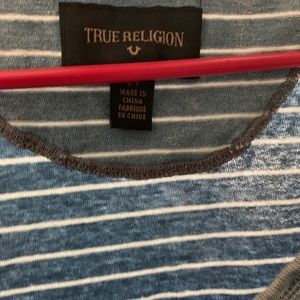 TRUE RELIGION
MADE IN
CHINA
FABRIQUÉ
EN CHINE